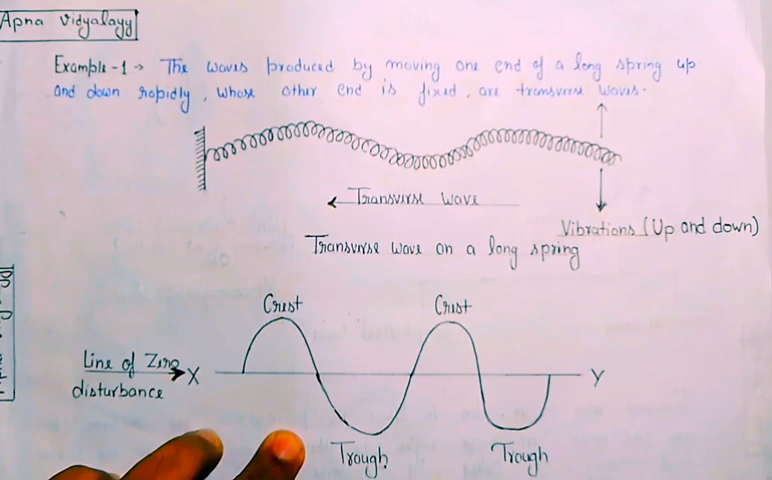 Apna Vidyalayy
Example-1 → The waves produced by moving one end of a long spring up
and down rapidly, whose other end is fixed, are transverse waves.
Transverse wave
Vibrations (Up and down)
Transverse wave on a long spring
Crest Crest
Line of Zero
disturbance
X Y
Trough Trough